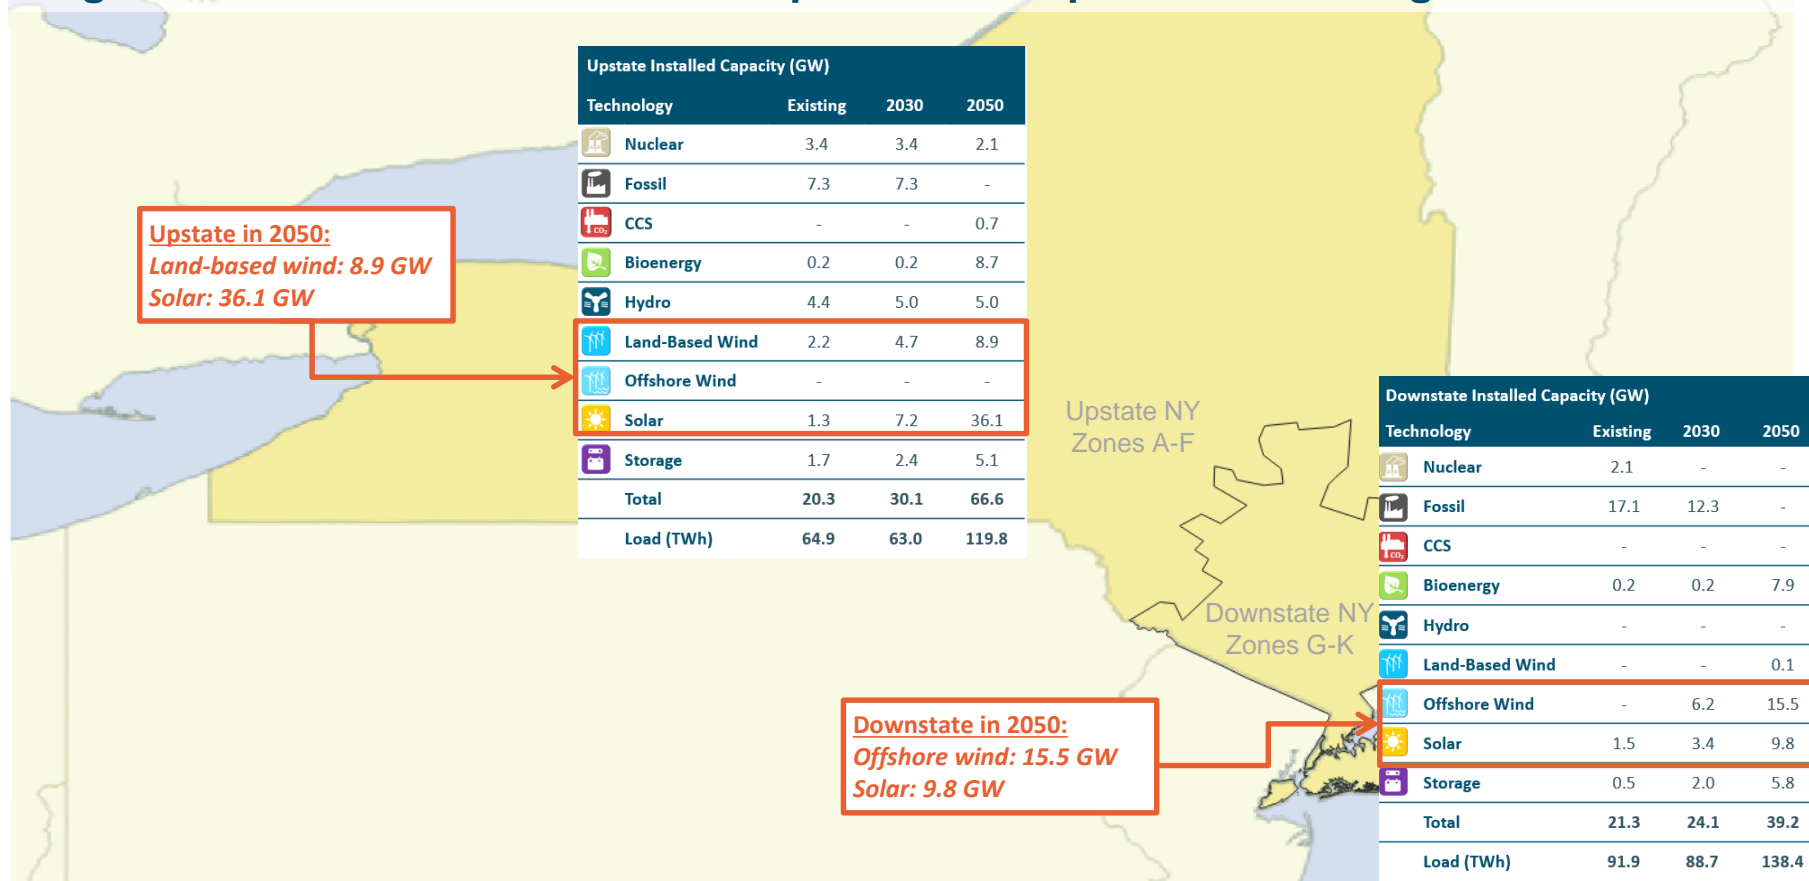 Upstate Installed Capacity (GW)
Technology Existing 2030 2050
Nuclear 3.4 3.4 2.1
Fossil 7.3 7.3 -
CO₂ CCS - - 0.7
Bioenergy 0.2 0.2 8.7
Hydro 4.4 5.0 5.0
Land-Based Wind 2.2 4.7 8.9
Offshore Wind - - -
Solar 1.3 7.2 36.1
Storage 1.7 2.4 5.1
Total 20.3 30.1 66.6
Load (TWh) 64.9 63.0 119.8
Upstate in 2050:
Land-based wind: 8.9 GW
Solar: 36.1 GW
Upstate NY
Zones A-F
Downstate NY
Zones G-K
Downstate Installed Capacity (GW)
Technology Existing 2030 2050
Nuclear 2.1 - -
Fossil 17.1 12.3 -
CO₂ CCS - - -
Bioenergy 0.2 0.2 7.9
Hydro - - -
Land-Based Wind - - 0.1
Offshore Wind - 6.2 15.5
Solar 1.5 3.4 9.8
Storage 0.5 2.0 5.8
Total 21.3 24.1 39.2
Load (TWh) 91.9 88.7 138.4
Downstate in 2050:
Offshore wind: 15.5 GW
Solar: 9.8 GW